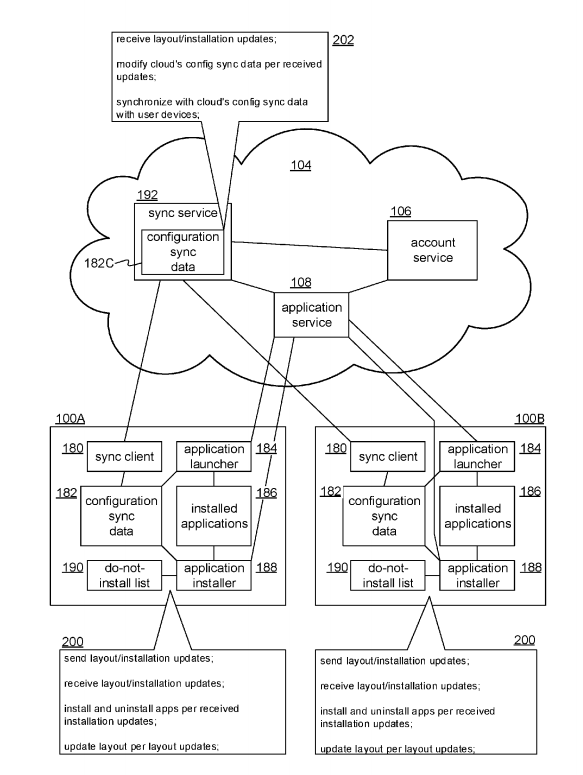 receive layout/installation updates;
202
modify cloud's config sync data per received
updates;
synchronize with cloud's config sync data
with user devices;
104
192
sync service
configuration
sync
data
182C
106
account
service
108
application
service
100A
180
sync client
application
launcher
184
182
configuration
sync
data
installed
applications
186
190
do-not-
install list
application
installer
188
100B
180
sync client
application
launcher
184
182
configuration
sync
data
installed
applications
186
190
do-not-
install list
application
installer
188
200
send layout/installation updates;
receive layout/installation updates;
install and uninstall apps per received
installation updates;
update layout per layout updates;
200
send layout/installation updates;
receive layout/installation updates;
install and uninstall apps per received
installation updates;
update layout per layout updates;